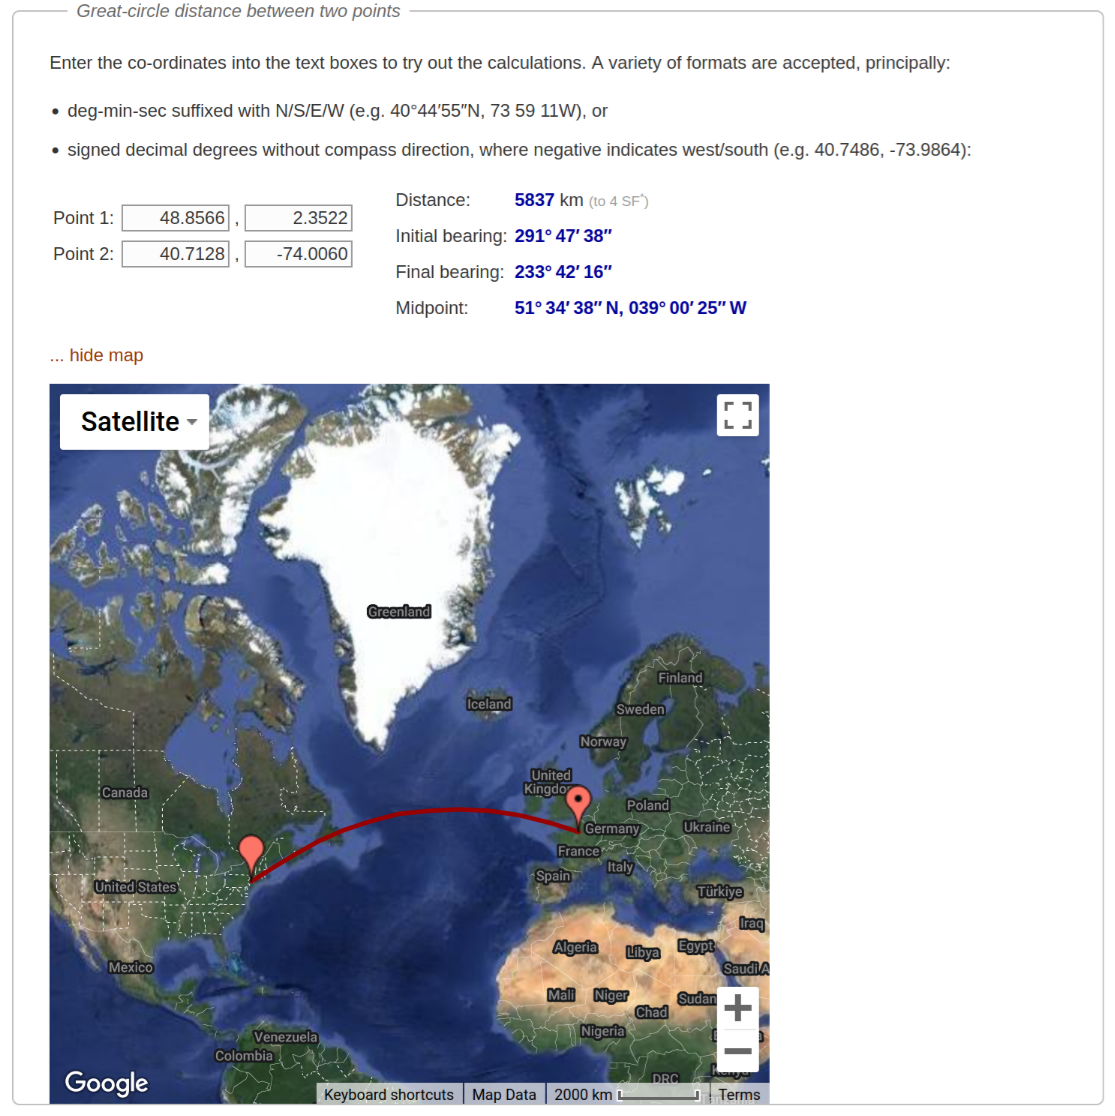 Great-circle distance between two points
Enter the co-ordinates into the text boxes to try out the calculations. A variety of formats are accepted, principally:
• deg-min-sec suffixed with N/S/E/W (e.g. 40°44′55″N, 73 59 11W), or
• signed decimal degrees without compass direction, where negative indicates west/south (e.g. 40.7486, -73.9864):
Point 1: 48.8566 , 2.3522
Point 2: 40.7128 , -74.0060
Distance: 5837 km (to 4 SF*)
Initial bearing: 291° 47′ 38″
Final bearing: 233° 42′ 16″
Midpoint: 51° 34′ 38″ N, 039° 00′ 25″ W
... hide map
Satellite
Greenland
Finland
Iceland
Sweden
Norway
United
Canada
Poland
Germany
Ukraine
France
Italy
Spain
United States
Türkiye
Iraq
Algeria
Libya
Egypt
Mexico
Saudi A
Mali
Niger
Sudan
Chad
Nigeria
Venezuela
Colombia
DRC
Google
Keyboard shortcuts
Map Data
2000 km
Terms